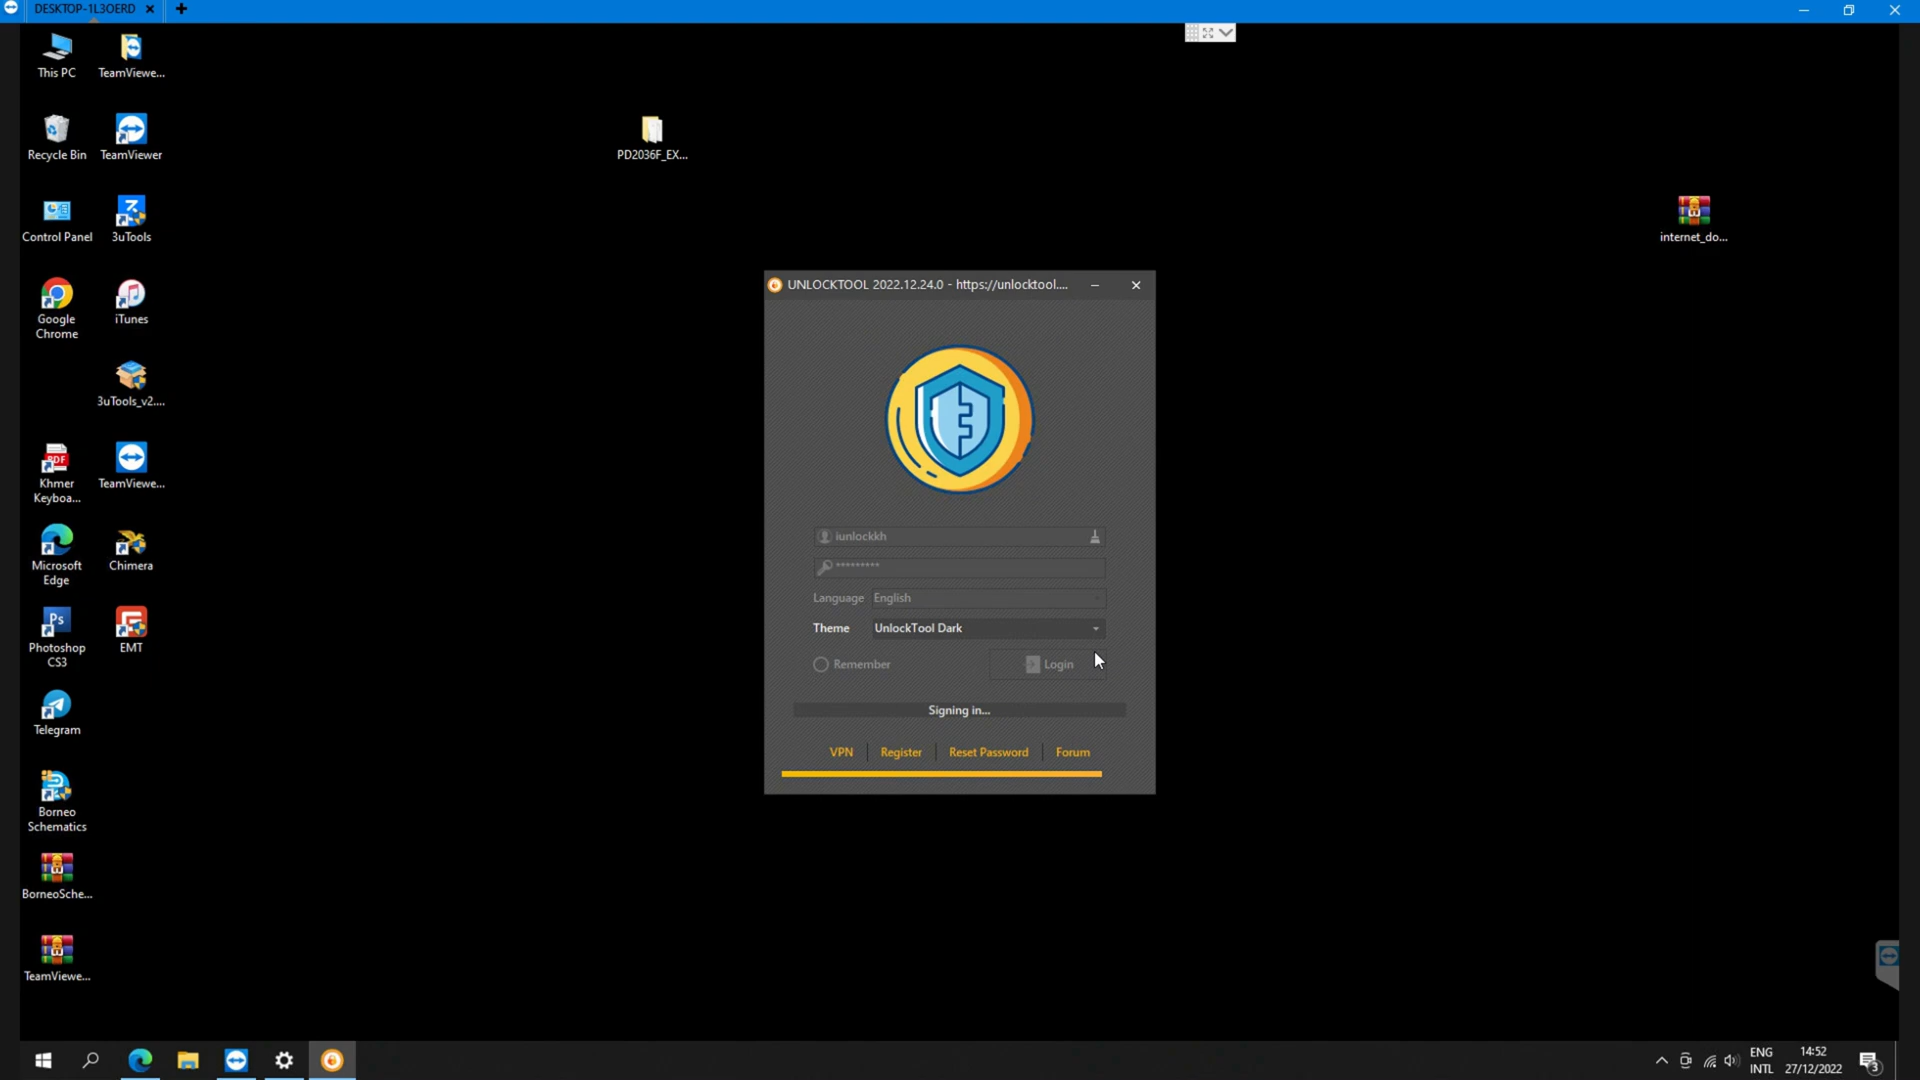 DESKTOP-1L3OERD
This PC
TeamViewe...
Recycle Bin
TeamViewer
PD2036F_EX...
Control Panel
3uTools
internet_do...
Google
Chrome
iTunes
3uTools_v2....
PDF
Khmer
Keyboa...
TeamViewe...
Microsoft
Edge
Chimera
Ps
Photoshop
CS3
EMT
Telegram
Borneo
Schematics
BorneoSche...
TeamViewe...
UNLOCKTOOL 2022.12.24.0 - https://unlocktool....
iunlockkh
*********
Language English
Theme UnlockTool Dark
Remember
Login
Signing in...
VPN Register Reset Password Forum
ENG
INTL
14:52
27/12/2022
3